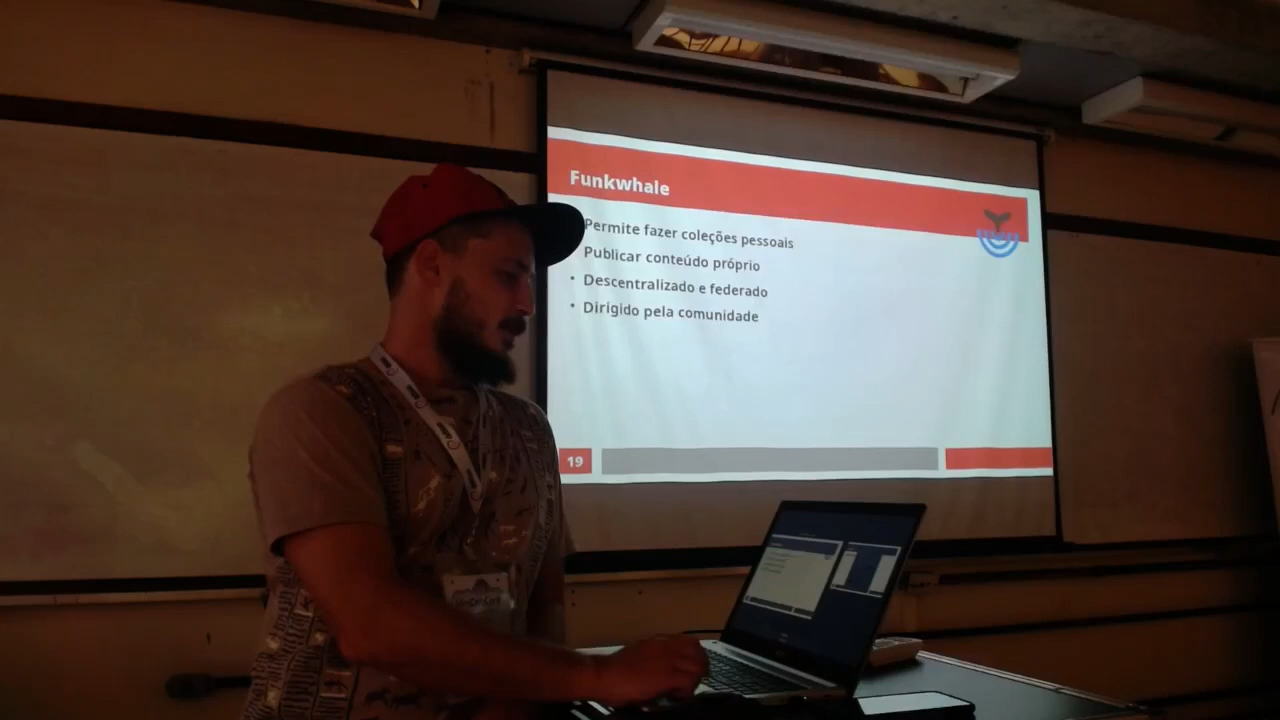 Funkwhale
Permite fazer coleções pessoais
Publicar conteúdo próprio
• Descentralizado e federado
• Dirigido pela comunidade
19